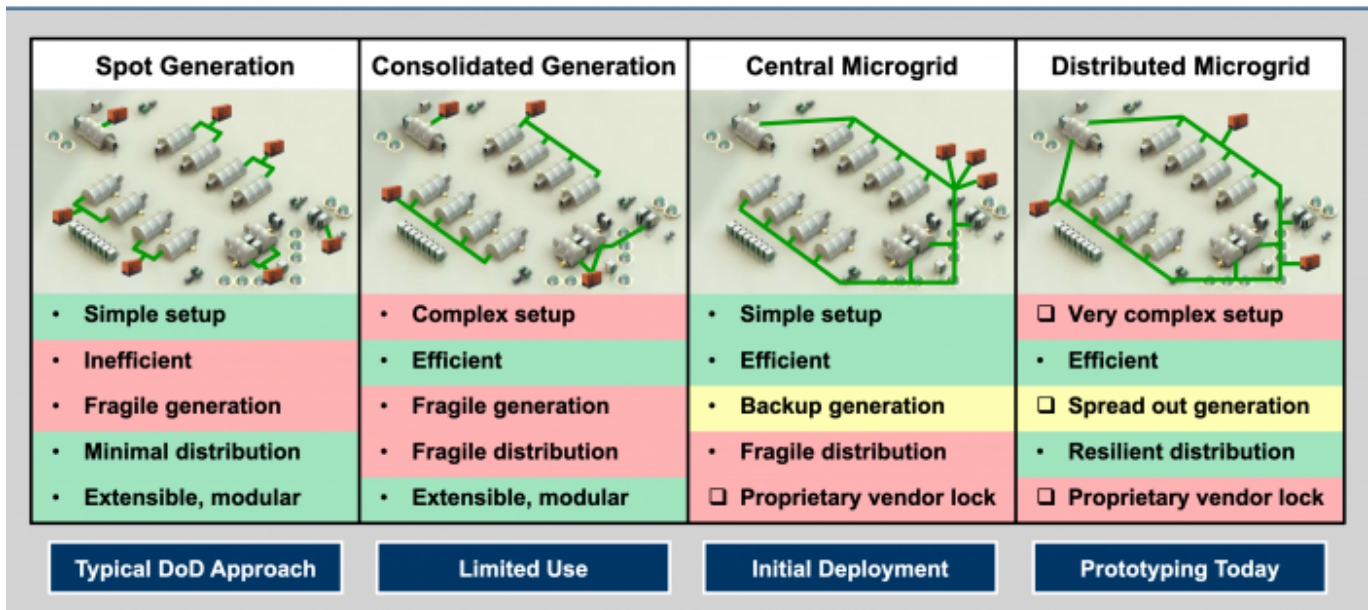 Spot Generation
Consolidated Generation
Central Microgrid
Distributed Microgrid
• Simple setup
• Inefficient
• Fragile generation
• Minimal distribution
• Extensible, modular
• Complex setup
• Efficient
• Fragile generation
• Fragile distribution
• Extensible, modular
• Simple setup
• Efficient
• Backup generation
• Fragile distribution
❑ Proprietary vendor lock
❑ Very complex setup
• Efficient
❑ Spread out generation
• Resilient distribution
❑ Proprietary vendor lock
Typical DoD Approach
Limited Use
Initial Deployment
Prototyping Today